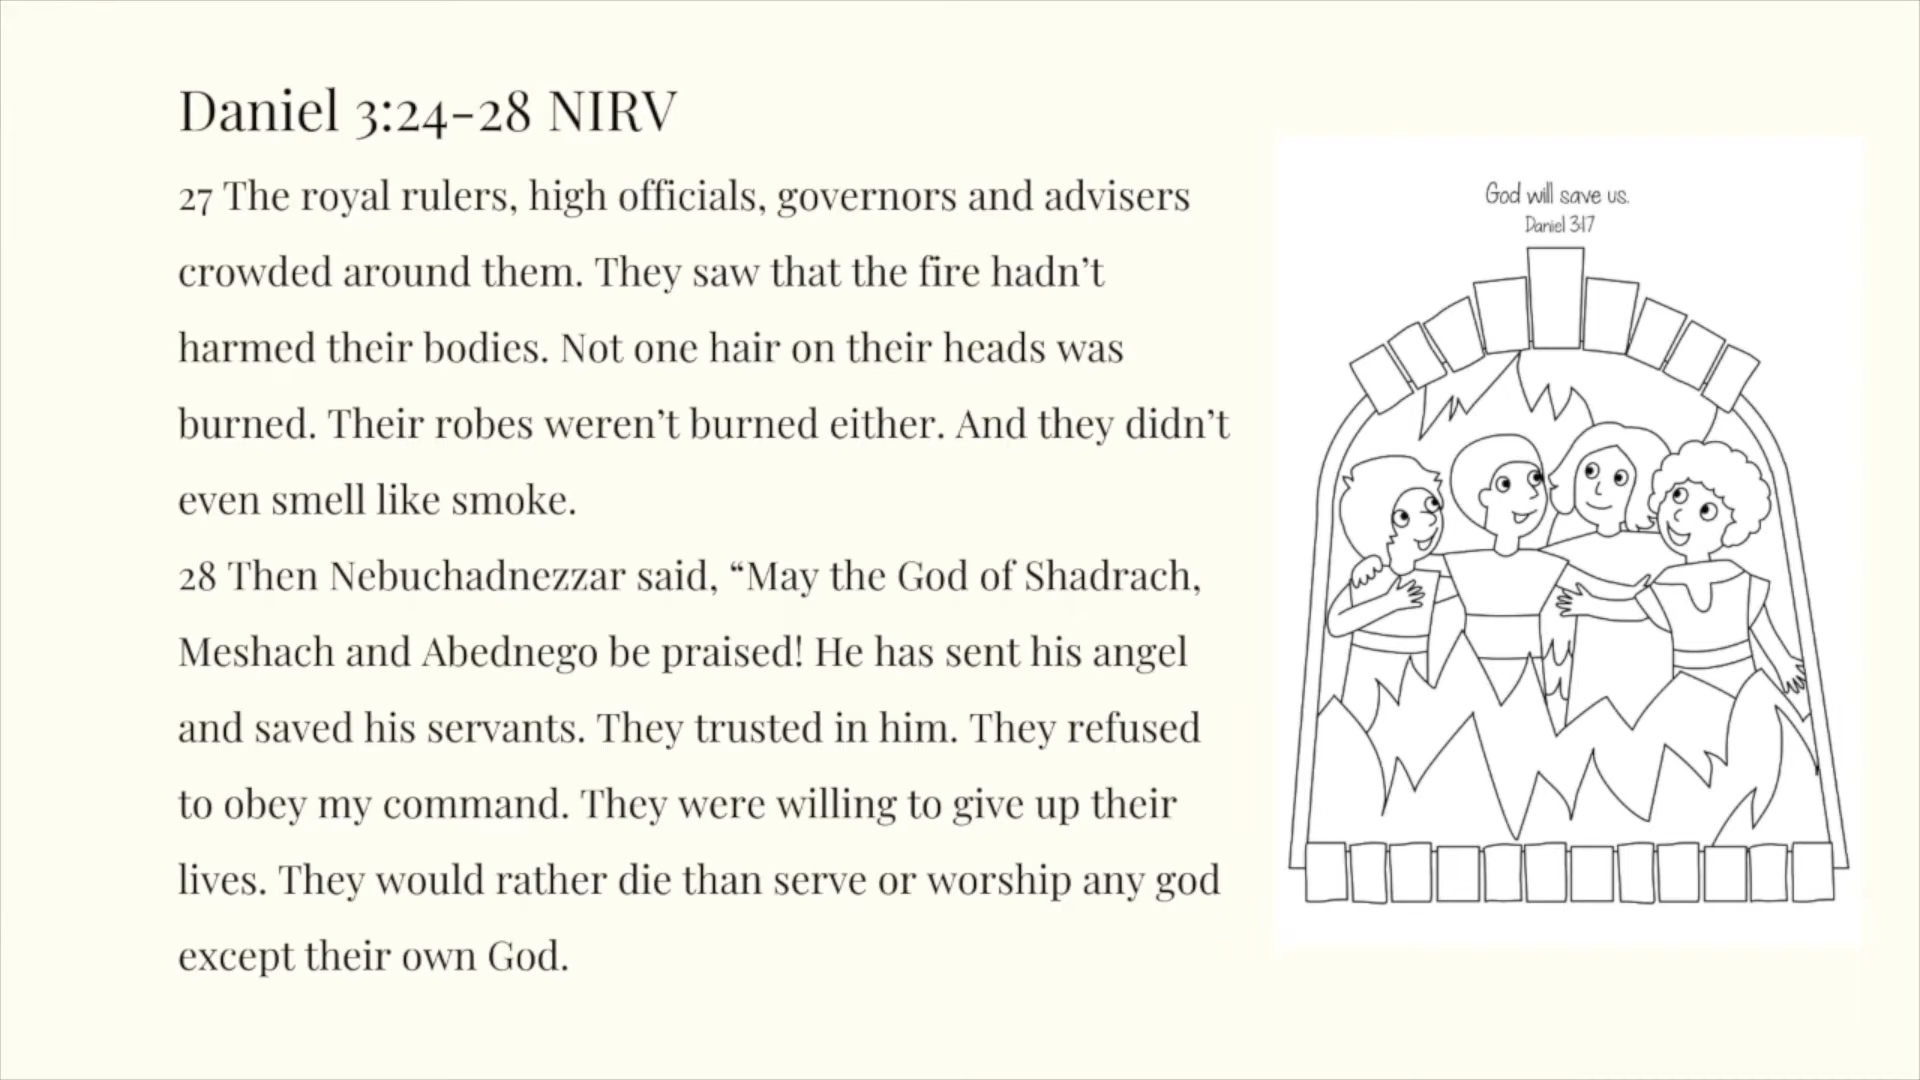 Daniel 3:24-28 NIRV
27 The royal rulers, high officials, governors and advisers
crowded around them. They saw that the fire hadn’t
harmed their bodies. Not one hair on their heads was
burned. Their robes weren’t burned either. And they didn’t
even smell like smoke.
28 Then Nebuchadnezzar said, “May the God of Shadrach,
Meshach and Abednego be praised! He has sent his angel
and saved his servants. They trusted in him. They refused
to obey my command. They were willing to give up their
lives. They would rather die than serve or worship any god
except their own God.
God will save us.
Daniel 3:17